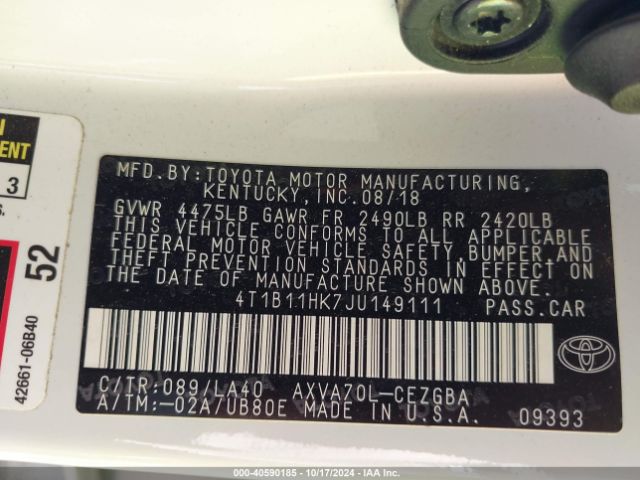 MENT
3
S.
52
42661-06B40
MFD.BY:TOYOTA MOTOR MANUFACTURING,
KENTUCKY, INC.08/18
GVWR 4475LB GAWR FR 2490LB RR 2420LB
THIS VEHICLE CONFORMS TO ALL APPLICABLE
FEDERAL MOTOR VEHICLE SAFETY, BUMPER, AND
THEFT PREVENTION STANDARDS IN EFFECT ON
THE DATE OF MANUFACTURE SHOWN ABOVE.
4T1B11HK7JU149111 PASS.CAR
C/TR:089/LA40 AXVA70L-CEZGBA
A/TM:-02A/UB80E MADE IN U.S.A. 09393
000-40590185 | 10/17/2024 | IAA Inc.